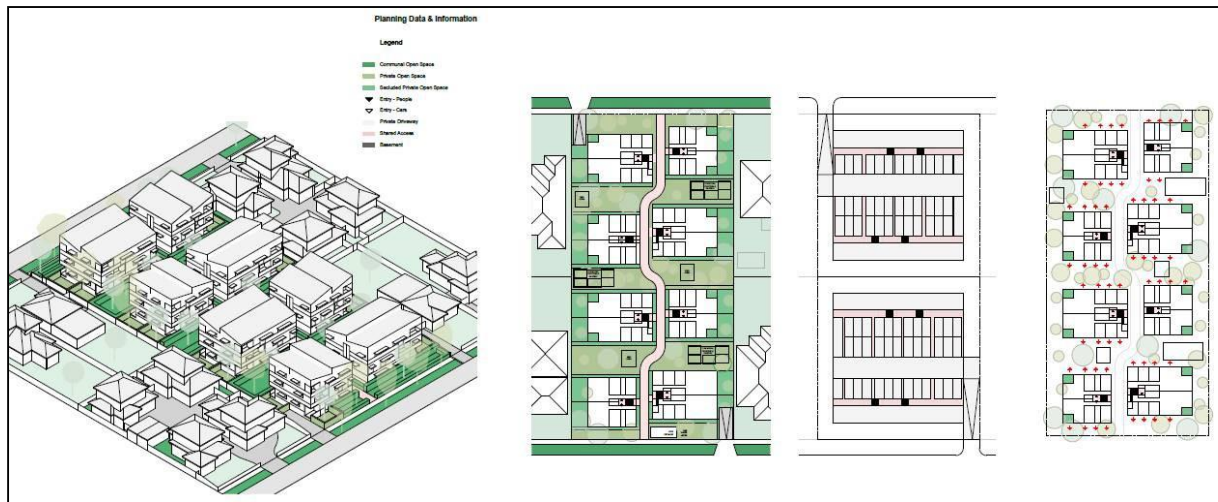 Planning Data & Information
Legend
Communal Open Space
Private Open Space
Secluded Private Open Space
Entry - People
Entry - Cars
Private Driveway
Shared Access
Basement